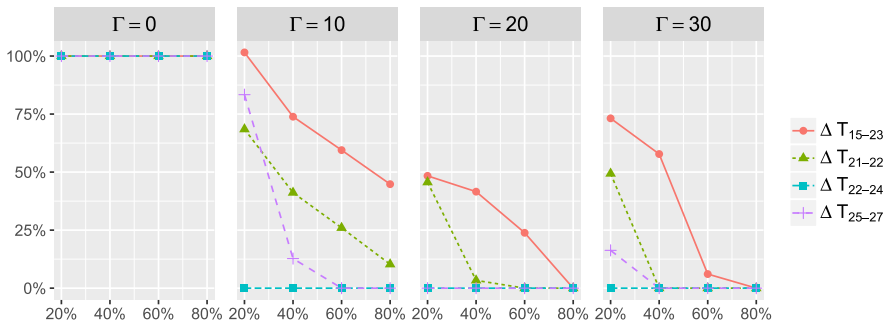 Γ = 0
Γ = 10
Γ = 20
Γ = 30
100%
75%
50%
25%
0%
20% 40% 60% 80%
20% 40% 60% 80%
20% 40% 60% 80%
20% 40% 60% 80%
Δ T15–23
Δ T21–22
Δ T22–24
Δ T25–27